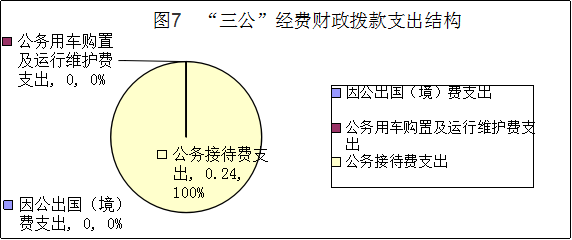 图7 “三公”经费财政拨款支出结构
公务用车购置
及运行维护费
支出, 0, 0%
公务接待费支
出, 0.24,
100%
因公出国（境）
费支出, 0, 0%
因公出国（境）费支出
公务用车购置及运行维护费支
出
公务接待费支出